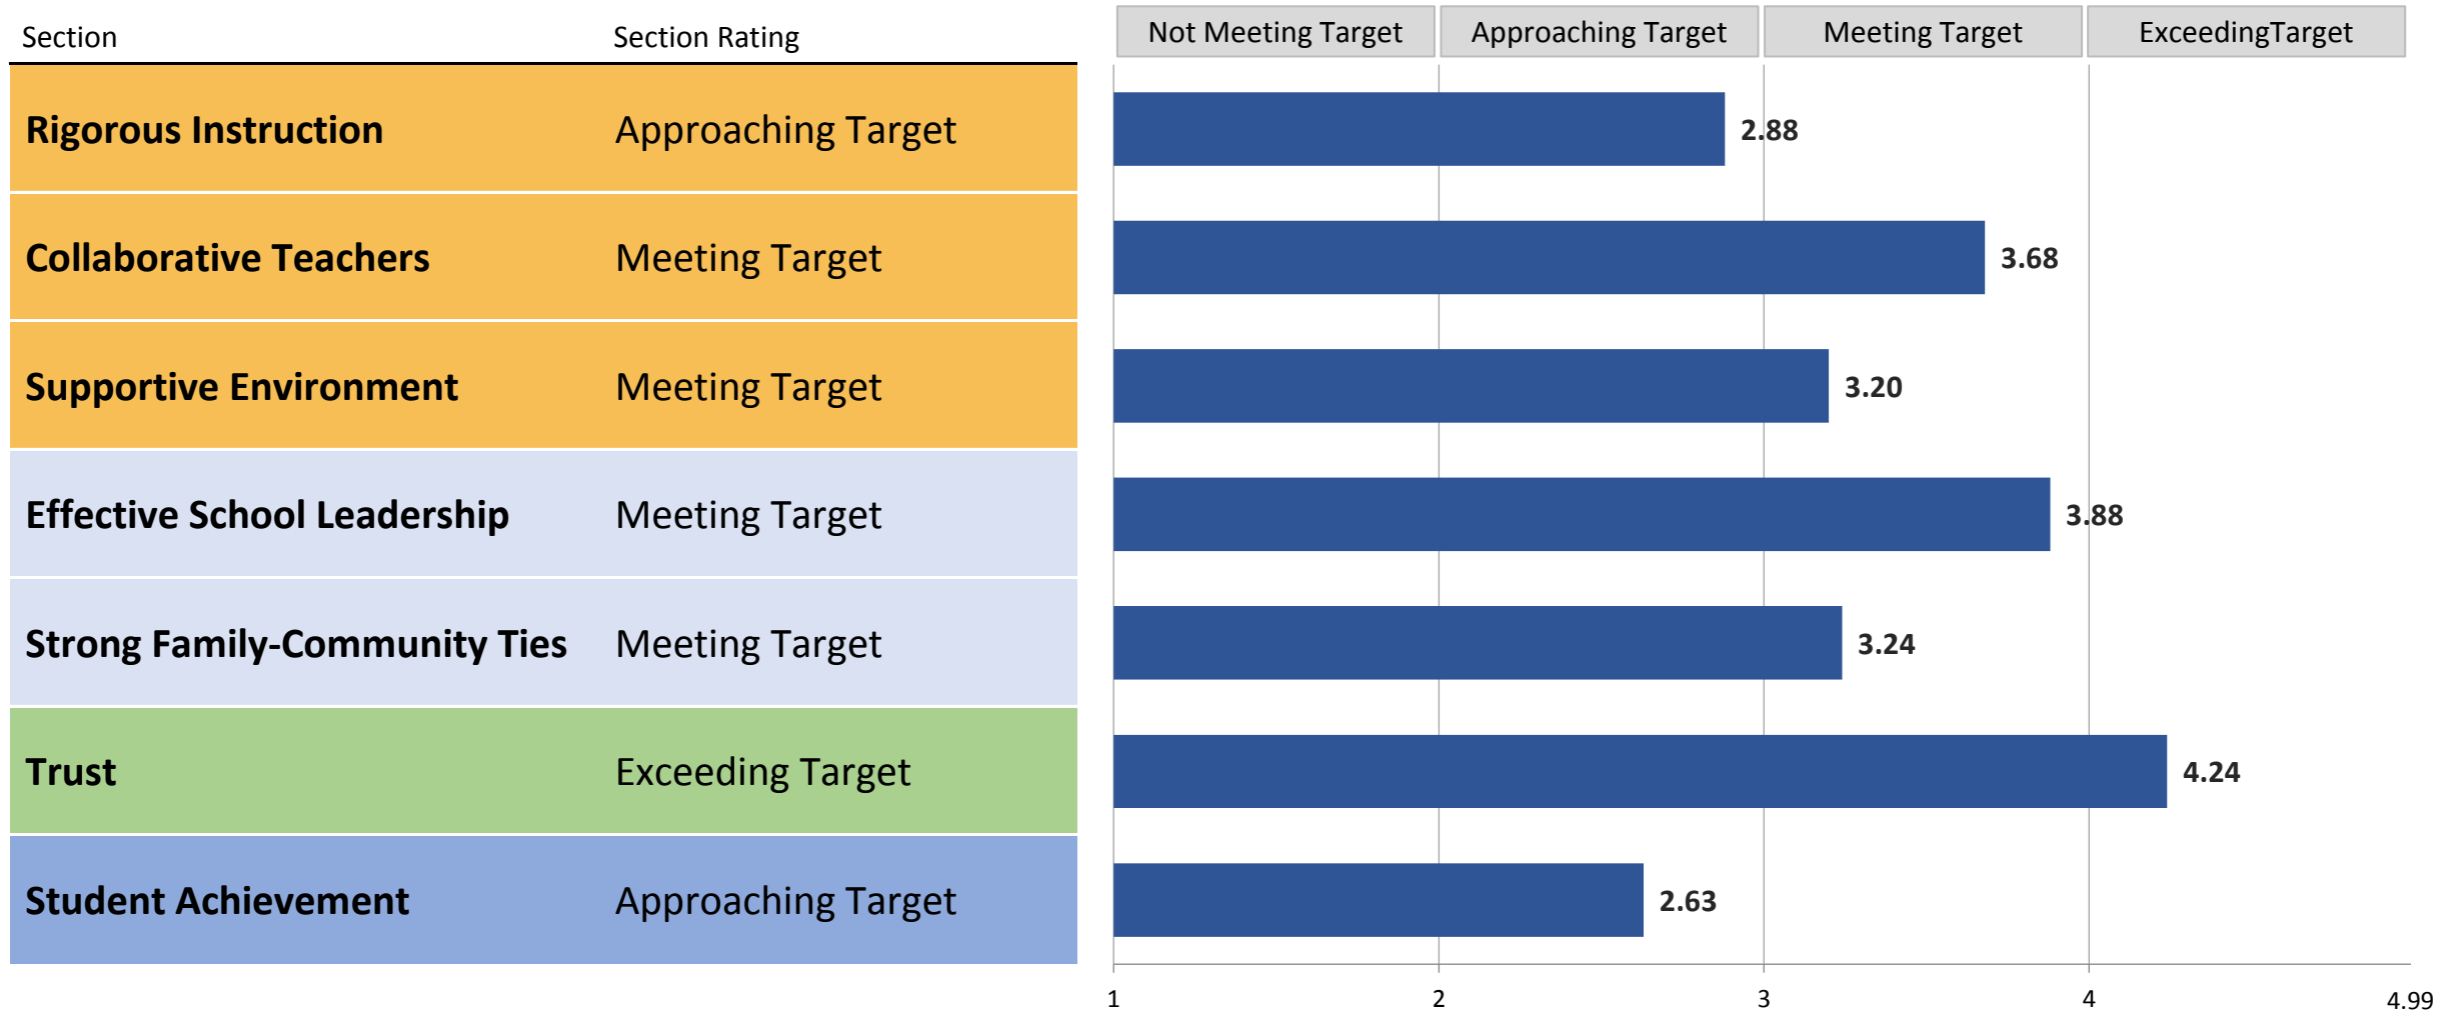 Section Section Rating Not Meeting Target Approaching Target Meeting Target ExceedingTarget
Rigorous Instruction Approaching Target 2.88
Collaborative Teachers Meeting Target 3.68
Supportive Environment Meeting Target 3.20
Effective School Leadership Meeting Target 3.88
Strong Family-Community Ties Meeting Target 3.24
Trust Exceeding Target 4.24
Student Achievement Approaching Target 2.63
1 2 3 4 4.99